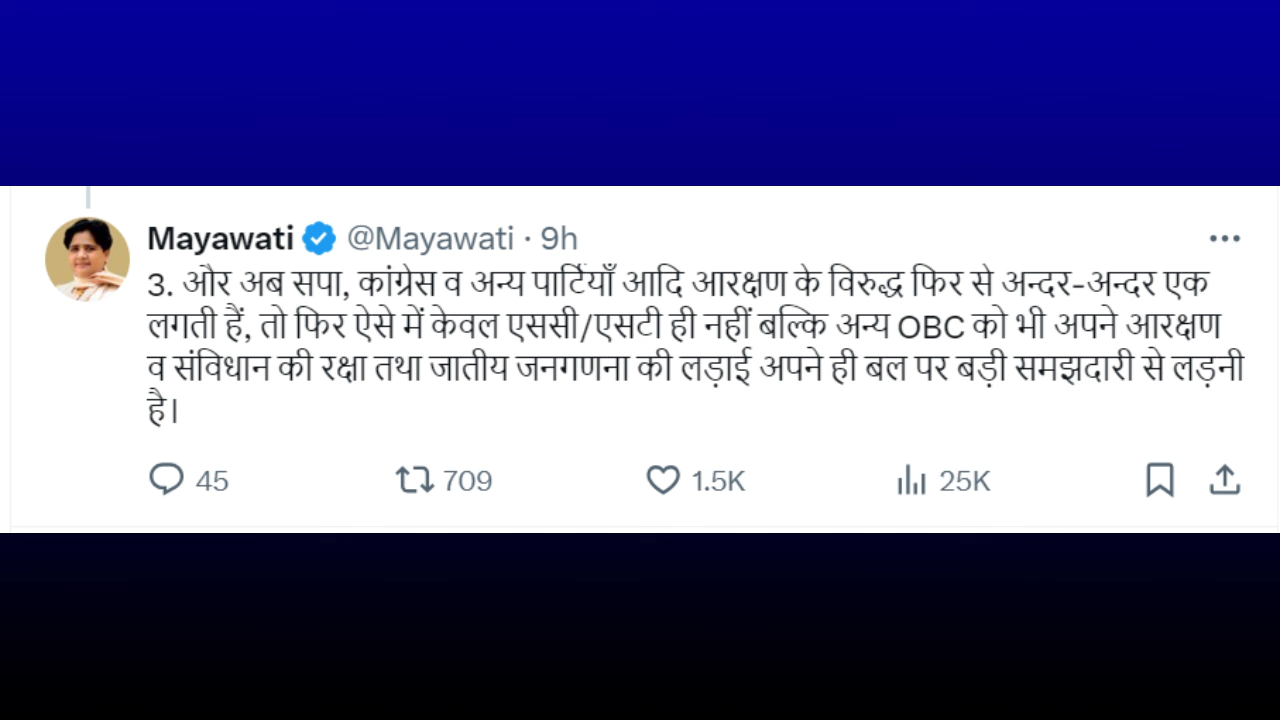 Mayawati @Mayawati · 9h
3. और अब सपा, कांग्रेस व अन्य पार्टियाँ आदि आरक्षण के विरुद्ध फिर से अन्दर-अन्दर एक
लगती हैं, तो फिर ऐसे में केवल एससी/एसटी ही नहीं बल्कि अन्य OBC को भी अपने आरक्षण
व संविधान की रक्षा तथा जातीय जनगणना की लड़ाई अपने ही बल पर बड़ी समझदारी से लड़नी
है।
45 709 1.5K 25K